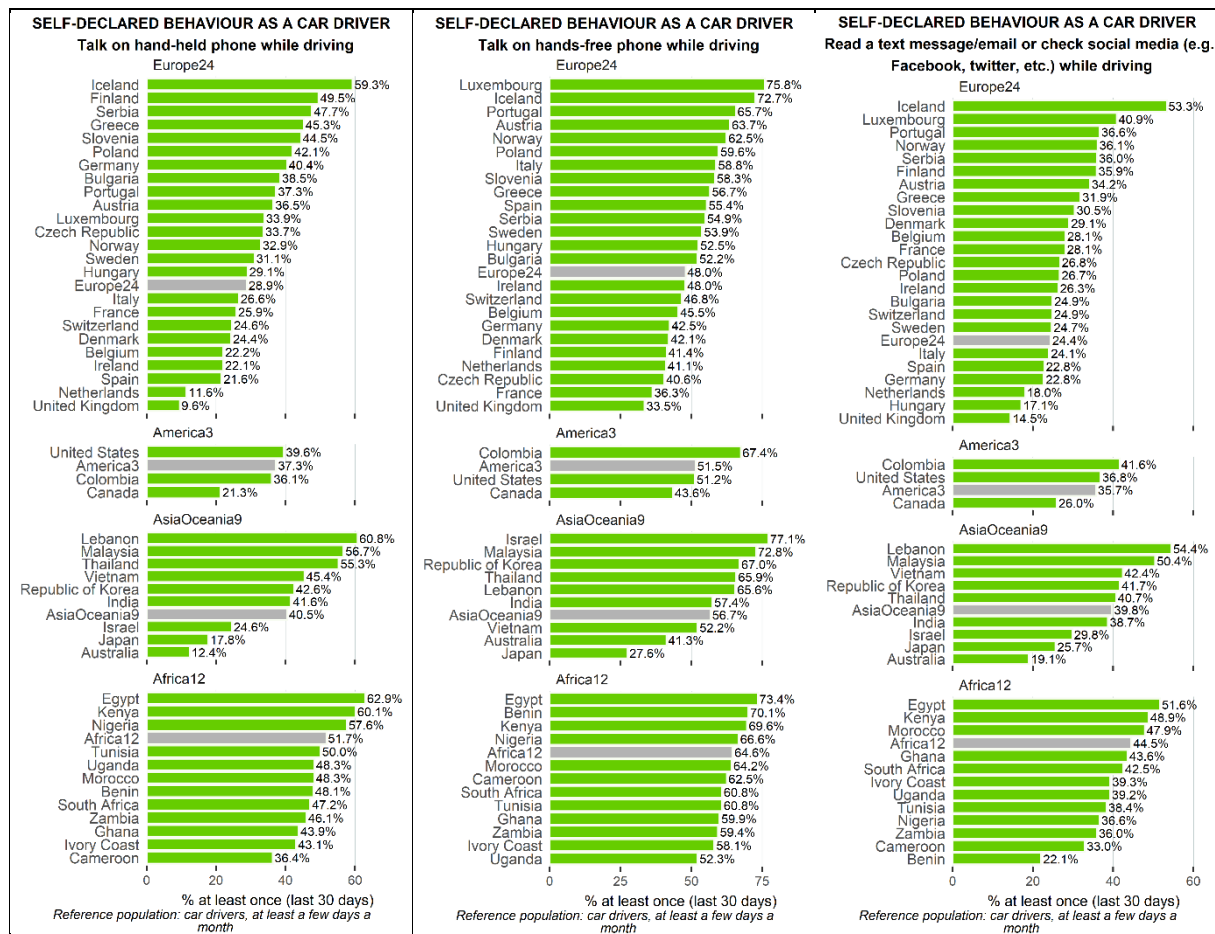 SELF-DECLARED BEHAVIOUR AS A CAR DRIVER
Talk on hand-held phone while driving
Europe24
Iceland 59.3%
Finland 49.5%
Serbia 47.7%
Greece 45.3%
Slovenia 44.5%
Poland 42.1%
Germany 40.4%
Bulgaria 38.5%
Portugal 37.3%
Austria 36.5%
Luxembourg 33.9%
Czech Republic 33.7%
Norway 32.9%
Sweden 31.1%
Hungary 29.1%
Europe24 28.9%
Italy 26.6%
France 25.9%
Switzerland 24.6%
Denmark 24.4%
Belgium 22.2%
Ireland 22.1%
Spain 21.6%
Netherlands 11.6%
United Kingdom 9.6%
America3
United States 39.6%
America3 37.3%
Colombia 36.1%
Canada 21.3%
AsiaOceania9
Lebanon 60.8%
Malaysia 56.7%
Thailand 55.3%
Vietnam 45.4%
Republic of Korea 42.6%
India 41.6%
AsiaOceania9 40.5%
Israel 24.6%
Japan 17.8%
Australia 12.4%
Africa12
Egypt 62.9%
Kenya 60.1%
Nigeria 57.6%
Africa12 51.7%
Tunisia 50.0%
Uganda 48.3%
Morocco 48.3%
Benin 48.1%
South Africa 47.2%
Zambia 46.1%
Ghana 43.9%
Ivory Coast 43.1%
Cameroon 36.4%
0 20 40 60
% at least once (last 30 days)
Reference population: car drivers, at least a few days a
month
SELF-DECLARED BEHAVIOUR AS A CAR DRIVER
Talk on hands-free phone while driving
Europe24
Luxembourg 75.8%
Iceland 72.7%
Portugal 65.7%
Austria 63.7%
Norway 62.5%
Poland 59.6%
Italy 58.8%
Slovenia 58.3%
Greece 56.7%
Spain 55.4%
Serbia 54.9%
Sweden 53.9%
Hungary 52.5%
Bulgaria 52.2%
Europe24 48.0%
Ireland 48.0%
Switzerland 46.8%
Belgium 45.5%
Germany 42.5%
Denmark 42.1%
Finland 41.4%
Netherlands 41.1%
Czech Republic 40.6%
France 36.3%
United Kingdom 33.5%
America3
Colombia 67.4%
America3 51.5%
United States 51.2%
Canada 43.6%
AsiaOceania9
Israel 77.1%
Malaysia 72.8%
Republic of Korea 67.0%
Thailand 65.9%
Lebanon 65.6%
India 57.4%
AsiaOceania9 56.7%
Vietnam 52.2%
Australia 41.3%
Japan 27.6%
Africa12
Egypt 73.4%
Benin 70.1%
Kenya 69.6%
Nigeria 66.6%
Africa12 64.6%
Morocco 64.2%
Cameroon 62.5%
South Africa 60.8%
Tunisia 60.8%
Ghana 59.9%
Zambia 59.4%
Ivory Coast 58.1%
Uganda 52.3%
0 25 50 75
% at least once (last 30 days)
Reference population: car drivers, at least a few days a
month
SELF-DECLARED BEHAVIOUR AS A CAR DRIVER
Read a text message/email or check social media (e.g.
Facebook, twitter, etc.) while driving
Europe24
Iceland 53.3%
Luxembourg 40.9%
Portugal 36.6%
Norway 36.1%
Serbia 36.0%
Finland 35.9%
Austria 34.2%
Greece 31.9%
Slovenia 30.5%
Denmark 29.1%
Belgium 28.1%
France 28.1%
Czech Republic 26.8%
Poland 26.7%
Ireland 26.3%
Bulgaria 24.9%
Switzerland 24.9%
Sweden 24.7%
Europe24 24.4%
Italy 24.1%
Spain 22.8%
Germany 22.8%
Netherlands 18.0%
Hungary 17.1%
United Kingdom 14.5%
America3
Colombia 41.6%
United States 36.8%
America3 35.7%
Canada 26.0%
AsiaOceania9
Lebanon 54.4%
Malaysia 50.4%
Vietnam 42.4%
Republic of Korea 41.7%
Thailand 40.7%
AsiaOceania9 39.8%
India 38.7%
Israel 29.8%
Japan 25.7%
Australia 19.1%
Africa12
Egypt 51.6%
Kenya 48.9%
Morocco 47.9%
Africa12 44.5%
Ghana 43.6%
South Africa 42.5%
Ivory Coast 39.3%
Uganda 39.2%
Tunisia 38.4%
Nigeria 36.6%
Zambia 36.0%
Cameroon 33.0%
Benin 22.1%
0 20 40 60
% at least once (last 30 days)
Reference population: car drivers, at least a few days a
month